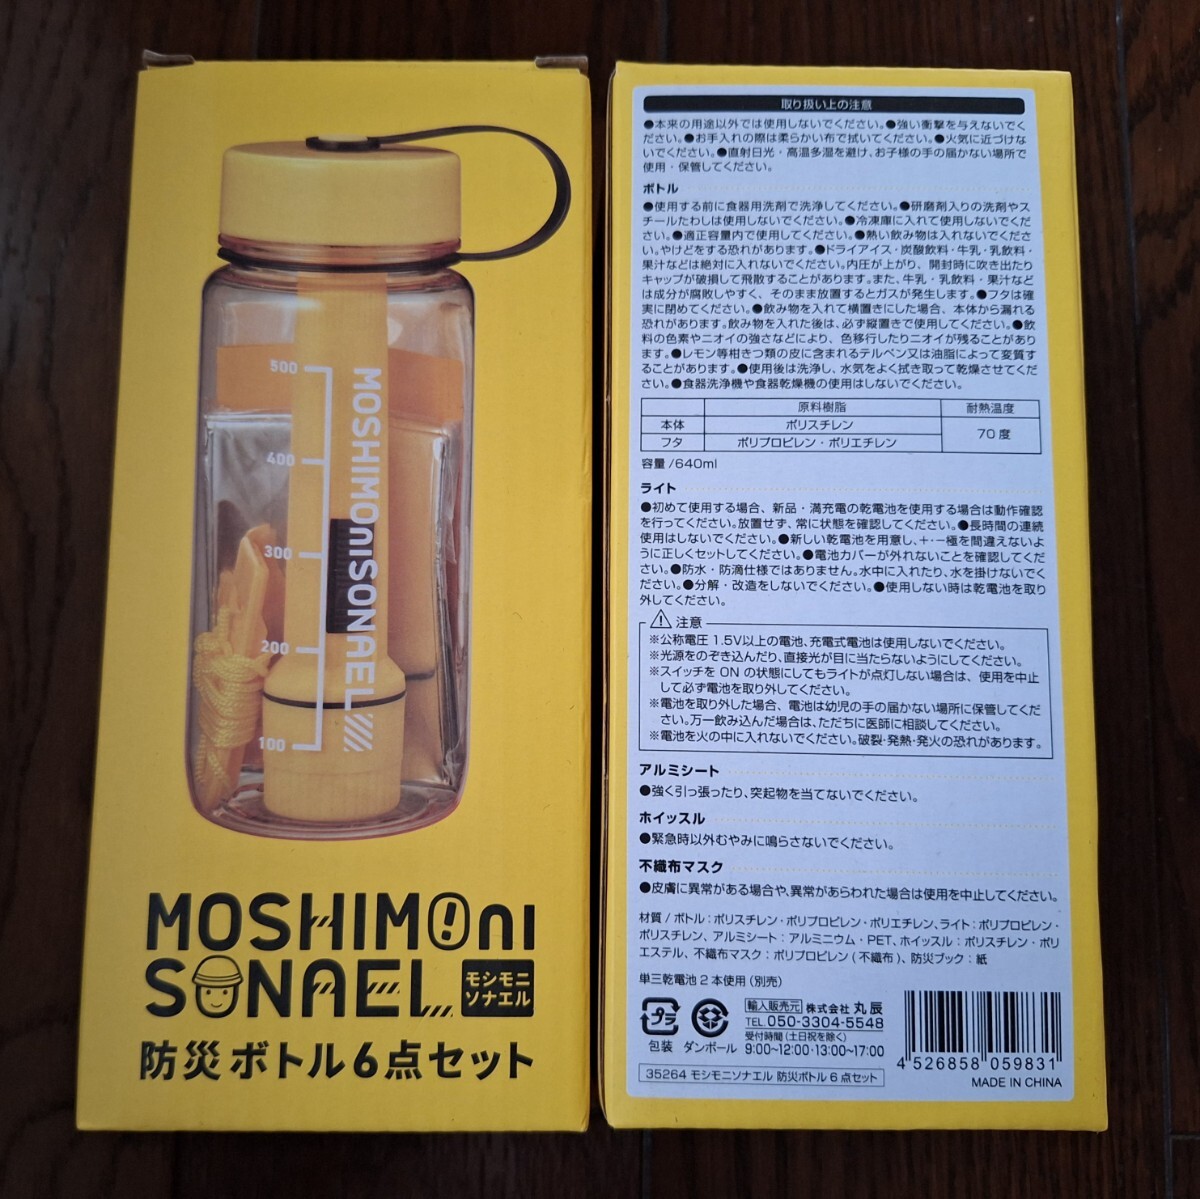 500
400
300
200
100
MOSHIMOniSONAEL
MOSHIMOni
SONAEL
モシモニ
ソナエル
防災ボトル6点セット
取り扱い上の注意
●本来の用途以外では使用しないでください。●強い衝撃を与えないでく
ださい。●お手入れの際は柔らかい布で拭いてください。●火気に近づけな
いでください。●直射日光・高温多湿を避け、お子様の手の届かない場所で
使用・保管してください。
ボトル
●使用する前に食器用洗剤で洗浄してください。●研磨剤入りの洗剤やス
チールたわしは使用しないでください。●冷凍庫に入れて使用しないでくだ
さい。●適正容量内で使用してください。●熱い飲み物は入れないでくださ
い。やけどをする恐れがあります。●ドライアイス・炭酸飲料・牛乳・乳飲料・
果汁などは絶対に入れないでください。内圧が上がり、開封時に吹き出たり
キャップが破損して飛散することがあります。また、牛乳・乳飲料・果汁など
は成分が腐敗しやすく、そのまま放置するとガスが発生します。●フタは確
実に閉めてください。●飲み物を入れて横置きにした場合、本体から漏れる
恐れがあります。飲み物を入れた後は、必ず縦置きで使用してください。●飲
料の色素やニオイの強さなどにより、色移行したりニオイが残ることがあり
ます。●レモン等柑きつ類の皮に含まれるテルペン又は油脂によって変質す
ることがあります。●使用後は洗浄し、水気をよく拭き取って乾燥させてくだ
さい。●食器洗浄機や食器乾燥機の使用はしないでください。
原料樹脂 耐熱温度
本体 ポリスチレン 70度
フタ ポリプロピレン・ポリエチレン
容量/640ml
ライト
●初めて使用する場合、新品・満充電の乾電池を使用する場合は動作確認
を行ってください。放置せず、常に状態を確認してください。●長時間の連続
使用はしないでください。●新しい乾電池を用意し、+・-極を間違えないよ
うに正しくセットしてください。●電池カバーが外れないことを確認してくだ
さい。●防水・防滴仕様ではありません。水中に入れたり、水を掛けないでく
ださい。●分解・改造をしないでください。●使用しない時は乾電池を取り
外してください。
注意
※公称電圧1.5V以上の電池、充電式電池は使用しないでください。
※光源をのぞき込んだり、直接光が目に当たらないようにしてください。
※スイッチをONの状態にしてもライトが点灯しない場合は、使用を中止
して必ず電池を取り外してください。
※電池を取り外した場合、電池は幼児の手の届かない場所に保管してくだ
さい。万一飲み込んだ場合は、ただちに医師に相談してください。
※電池を火の中に入れないでください。破裂・発熱・発火の恐れがあります。
アルミシート
●強く引っ張ったり、突起物を当てないでください。
ホイッスル
●緊急時以外むやみに鳴らさないでください。
不織布マスク
●皮膚に異常がある場合や、異常があらわれた場合は使用を中止してください。
材質/ボトル:ポリスチレン・ポリプロピレン・ポリエチレン、ライト:ポリプロピレン・
ポリスチレン、アルミシート:アルミニウム・PET、ホイッスル:ポリスチレン・ポリ
エステル、不織布マスク:ポリプロピレン(不織布)、防災ブック:紙
単三乾電池2本使用(別売)
プラ
包装 ダンボール
輸入販売元 株式会社 丸辰
TEL 050-3304-5548
受付時間(土日祝を除く)
9:00~12:00・13:00~17:00
35264 モシモニソナエル 防災ボトル6点セット
4 526858 059831
MADE IN CHINA